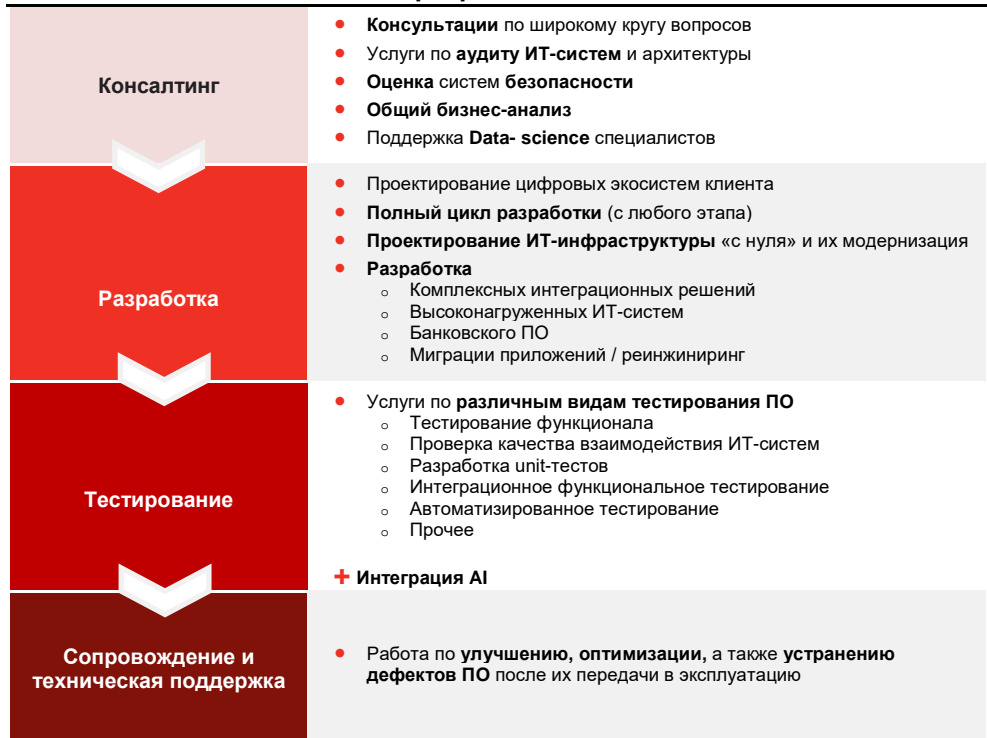 Консалтинг
• Консультации по широкому кругу вопросов
• Услуги по аудиту ИТ-систем и архитектуры
• Оценка систем безопасности
• Общий бизнес-анализ
• Поддержка Data- science специалистов
Разработка
• Проектирование цифровых экосистем клиента
• Полный цикл разработки (с любого этапа)
• Проектирование ИТ-инфраструктуры «с нуля» и их модернизация
• Разработка
o Комплексных интеграционных решений
o Высоконагруженных ИТ-систем
o Банковского ПО
o Миграции приложений / реинжиниринг
Тестирование
• Услуги по различным видам тестирования ПО
o Тестирование функционала
o Проверка качества взаимодействия ИТ-систем
o Разработка unit-тестов
o Интеграционное функциональное тестирование
o Автоматизированное тестирование
o Прочее
+ Интеграция AI
Сопровождение и
техническая поддержка
• Работа по улучшению, оптимизации, а также устранению
дефектов ПО после их передачи в эксплуатацию